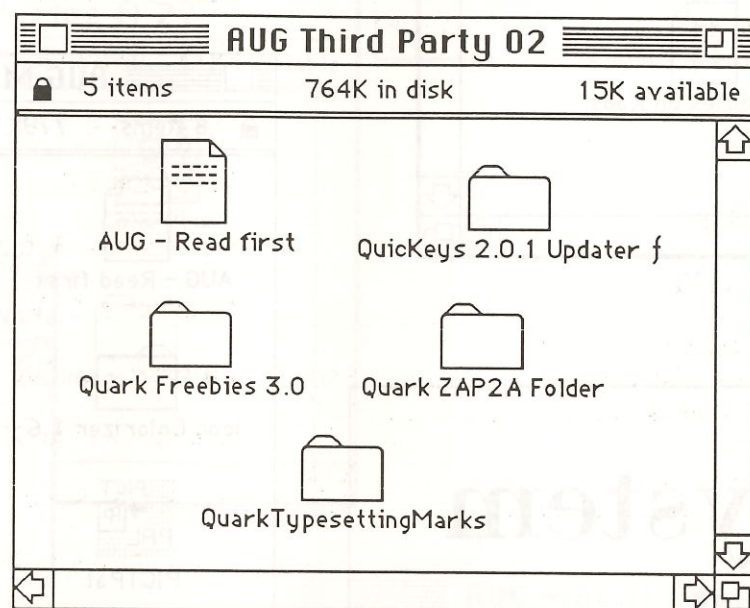 AUG Third Party 02
5 items 764K in disk 15K available
AUG - Read first
QuicKeys 2.0.1 Updater ƒ
Quark Freebies 3.0
Quark ZAP2A Folder
QuarkTypesettingMarks